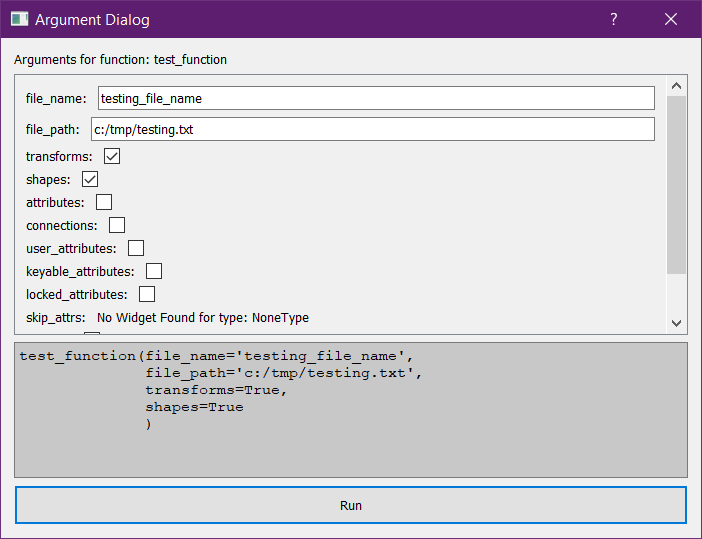 Argument Dialog ?
Arguments for function: test_function
file_name: testing_file_name
file_path: c:/tmp/testing.txt
transforms:
shapes:
attributes:
connections:
user_attributes:
keyable_attributes:
locked_attributes:
skip_attrs: No Widget Found for type: NoneType
test_function(file_name='testing_file_name',
file_path='c:/tmp/testing.txt',
transforms=True,
shapes=True
)
Run